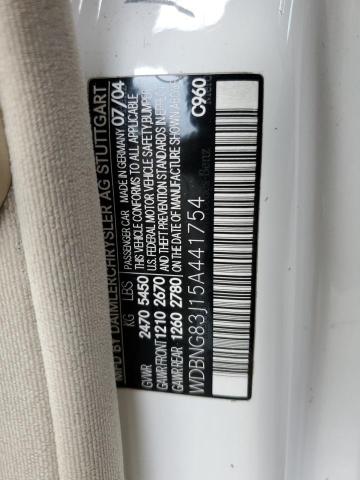 MFD BY DAIMLERCHRYSLER AG STUTTGART
PASSENGER CAR MADE IN GERMANY 07/04
KG LBS
GVWR 2470 5450
GAWR FRONT 1210 2670
GAWR REAR 1260 2780
THIS VEHICLE CONFORMS TO ALL APPLICABLE
U.S. FEDERAL MOTOR VEHICLE SAFETY BUMPER
AND THEFT PREVENTION STANDARDS IN EFFECT
ON THE DATE OF MANUFACTURE SHOWN ABOVE
WDBNG83J15A441754
C960